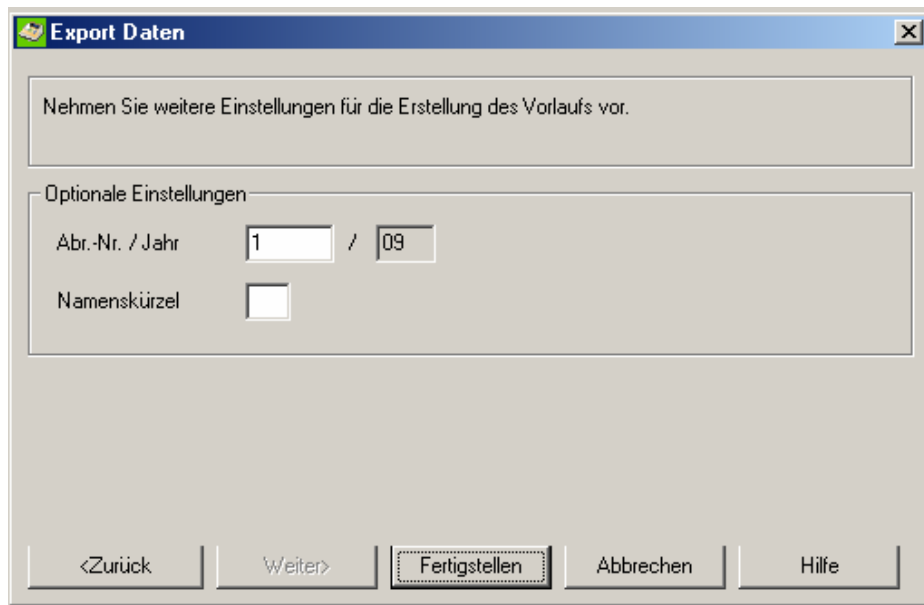 Export Daten
Nehmen Sie weitere Einstellungen für die Erstellung des Vorlaufs vor.
Optionale Einstellungen
Abr.-Nr. / Jahr 1 / 09
Namenskürzel
<Zurück Weiter> Fertigstellen Abbrechen Hilfe